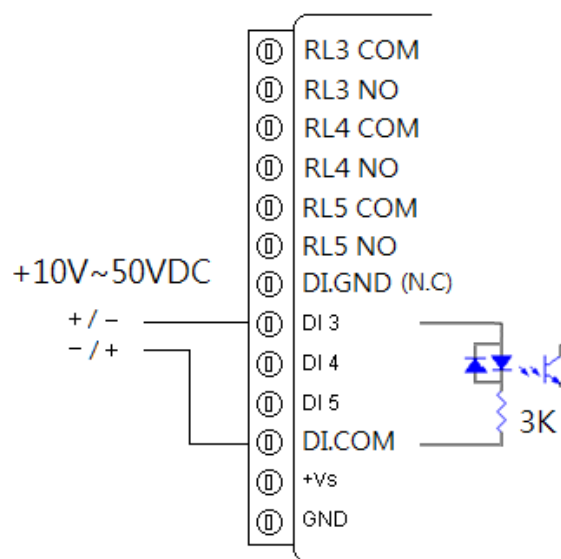 RL3 COM
RL3 NO
RL4 COM
RL4 NO
RL5 COM
RL5 NO
+10V~50VDC
DI.GND (N.C)
+ / −
DI 3
− / +
DI 4
DI 5
3K
DI.COM
+Vs
GND